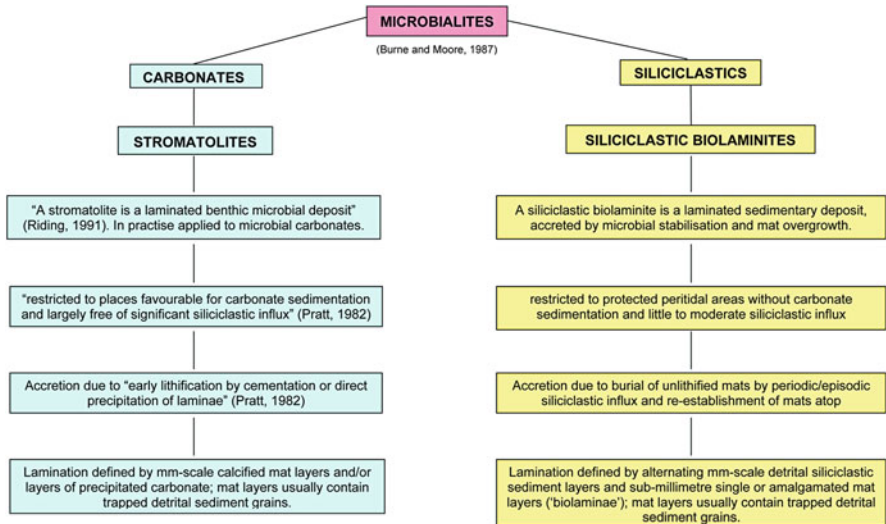 MICROBIALITES
(Burne and Moore, 1987)
CARBONATES
STROMATOLITES
“A stromatolite is a laminated benthic microbial deposit”
(Riding, 1991). In practise applied to microbial carbonates.
“restricted to places favourable for carbonate sedimentation
and largely free of significant siliciclastic influx” (Pratt, 1982)
Accretion due to “early lithification by cementation or direct
precipitation of laminae” (Pratt, 1982)
Lamination defined by mm-scale calcified mat layers and/or
layers of precipitated carbonate; mat layers usually contain
trapped detrital sediment grains.
SILICICLASTICS
SILICICLASTIC BIOLAMINITES
A siliciclastic biolaminite is a laminated sedimentary deposit,
accreted by microbial stabilisation and mat overgrowth.
restricted to protected peritidal areas without carbonate
sedimentation and little to moderate siliciclastic influx
Accretion due to burial of unlithified mats by periodic/episodic
siliciclastic influx and re-establishment of mats atop
Lamination defined by alternating mm-scale detrital siliciclastic
sediment layers and sub-millimetre single or amalgamated mat
layers (‘biolaminae’); mat layers usually contain trapped detrital
sediment grains.